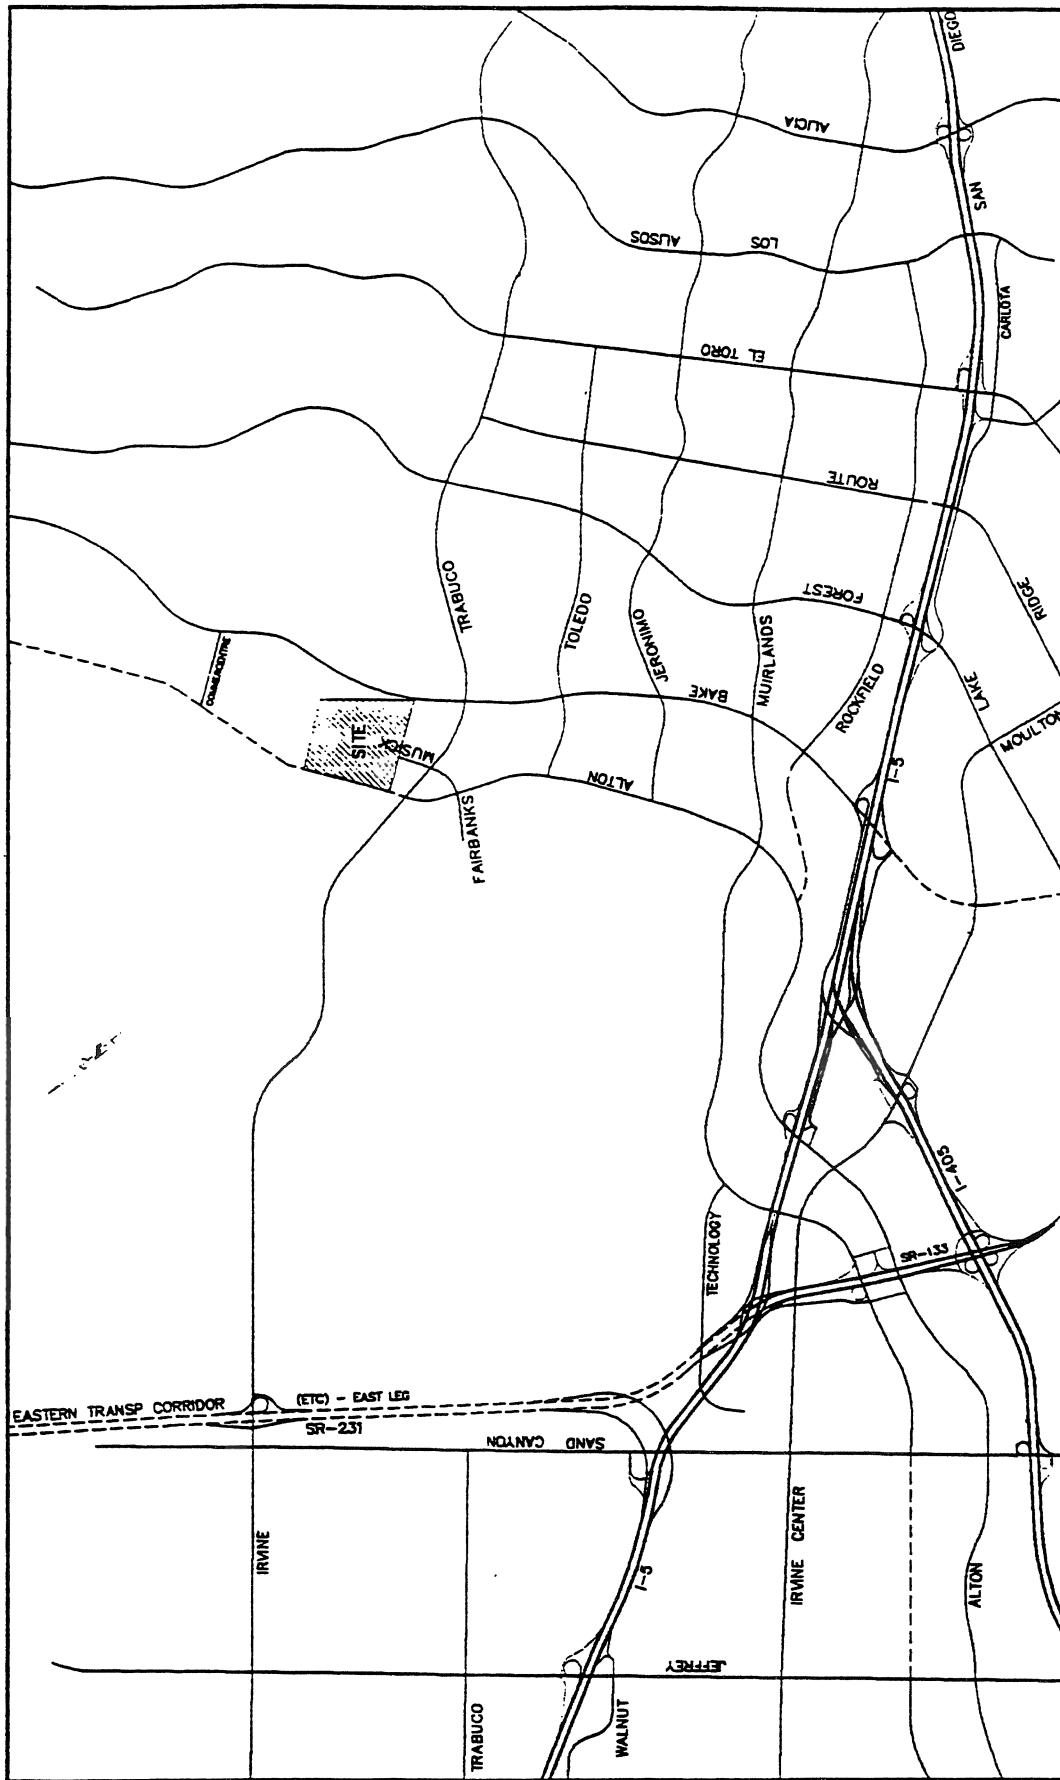 DIEGO
ALICIA
SAN
LOS ALISOS
CARLOTA
EL TORO
ROUTE
TRABUCO
FOREST
RIDGE
TOLEDO
JERONIMO
COMMERCENTRE
MUIRLANDS
BAKE
LAKE
ROCKFIELD
SITE
MUSICK
MOULTON
I-5
ALTON
FAIRBANKS
I-405
TECHNOLOGY
SR-133
EASTERN TRANSP CORRIDOR
(ETC) - EAST LEG
SR-231
SAND CANYON
IRVINE
IRVINE CENTER
I-5
ALTON
JEFFREY
TRABUCO
WALNUT